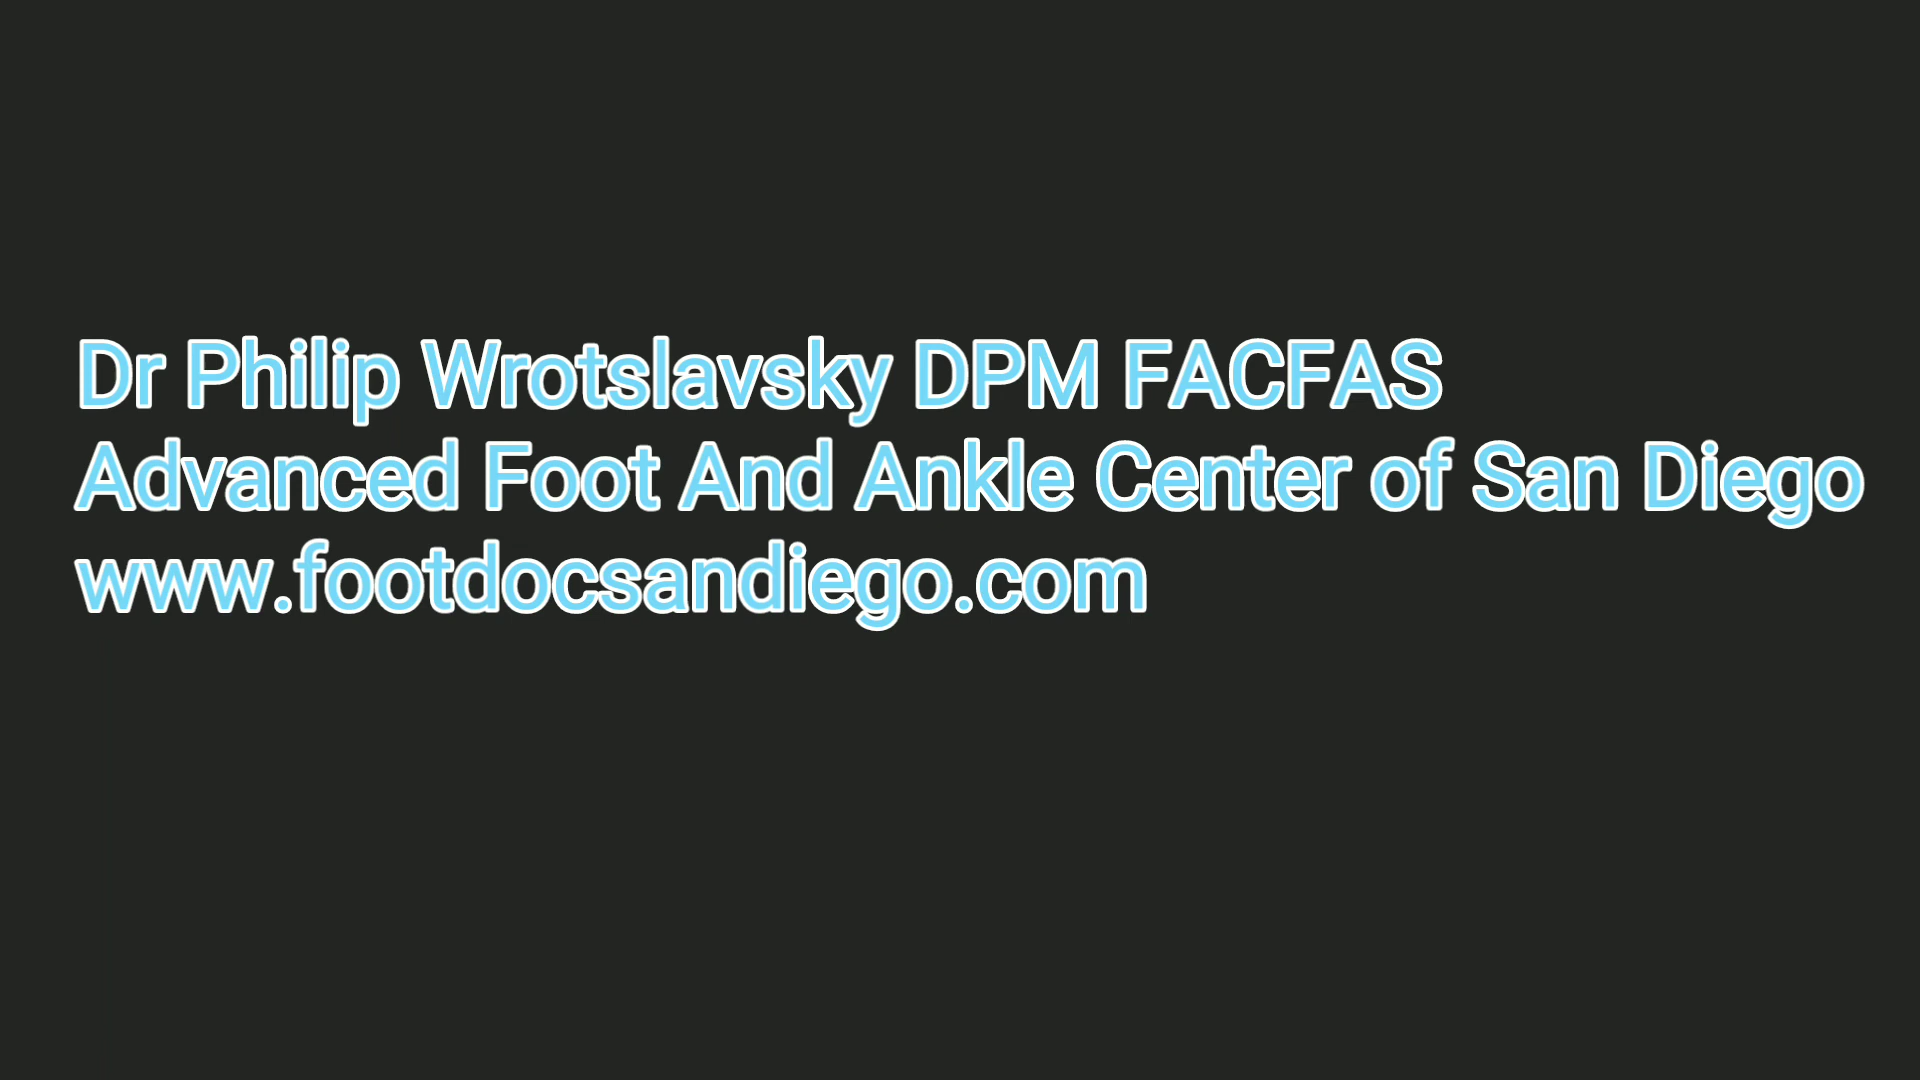 Dr Philip Wrotslavsky DPM FACFAS
Advanced Foot And Ankle Center of San Diego
www.footdocsandiego.com